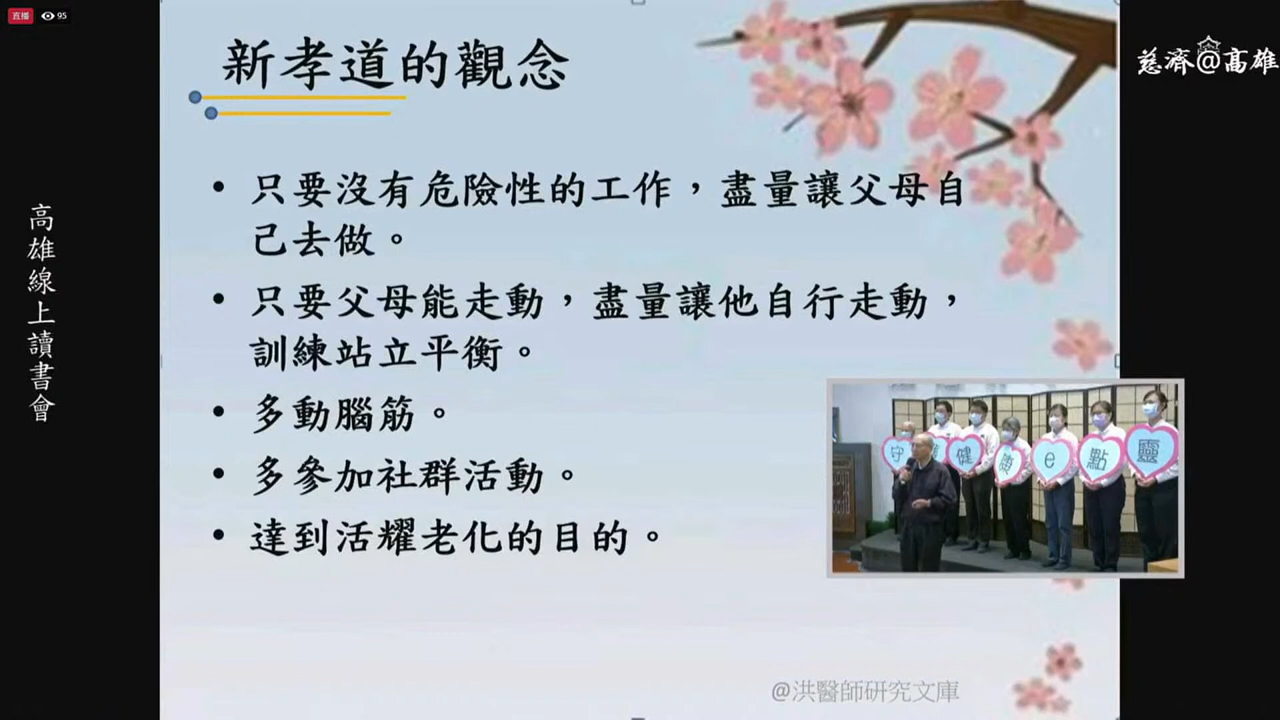 直播 95
慈濟@高雄
高雄線上讀書會
新孝道的觀念
• 只要沒有危險性的工作，盡量讓父母自
己去做。
• 只要父母能走動，盡量讓他自行走動，
訓練站立平衡。
• 多動腦筋。
• 多參加社群活動。
• 達到活耀老化的目的。
守
健康e點靈
@洪醫師研究文庫